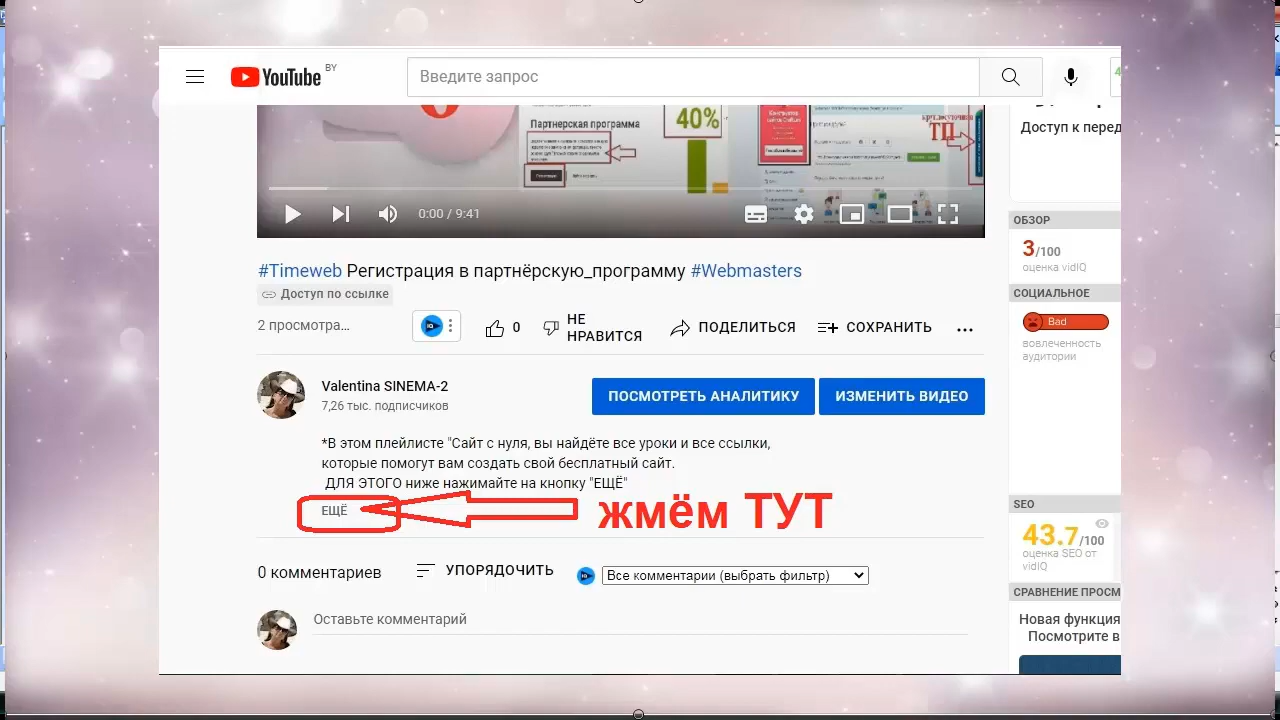 YouTube BY
Введите запрос
Партнерская программа
40%
ТП
0:00 / 9:41
Доступ к перед
ОБЗОР
3/100
оценка vidIQ
СОЦИАЛЬНОЕ
Bad
вовлеченность
аудитории
#Timeweb Регистрация в партнёрскую_программу #Webmasters
Доступ по ссылке
2 просмотра...
0
НЕ
НРАВИТСЯ
ПОДЕЛИТЬСЯ
СОХРАНИТЬ
Valentina SINEMA-2
7,26 тыс. подписчиков
ПОСМОТРЕТЬ АНАЛИТИКУ
ИЗМЕНИТЬ ВИДЕО
*В этом плейлисте "Сайт с нуля, вы найдёте все уроки и все ссылки,
которые помогут вам создать свой бесплатный сайт.
ДЛЯ ЭТОГО ниже нажимайте на кнопку "ЕЩЁ"
ЕЩЁ
жмём ТУТ
SEO
43.7/100
оценка SEO от
vidIQ
0 комментариев
УПОРЯДОЧИТЬ
Все комментарии (выбрать фильтр)
Оставьте комментарий
СРАВНЕНИЕ ПРОСМ
Новая функция
Посмотрите в